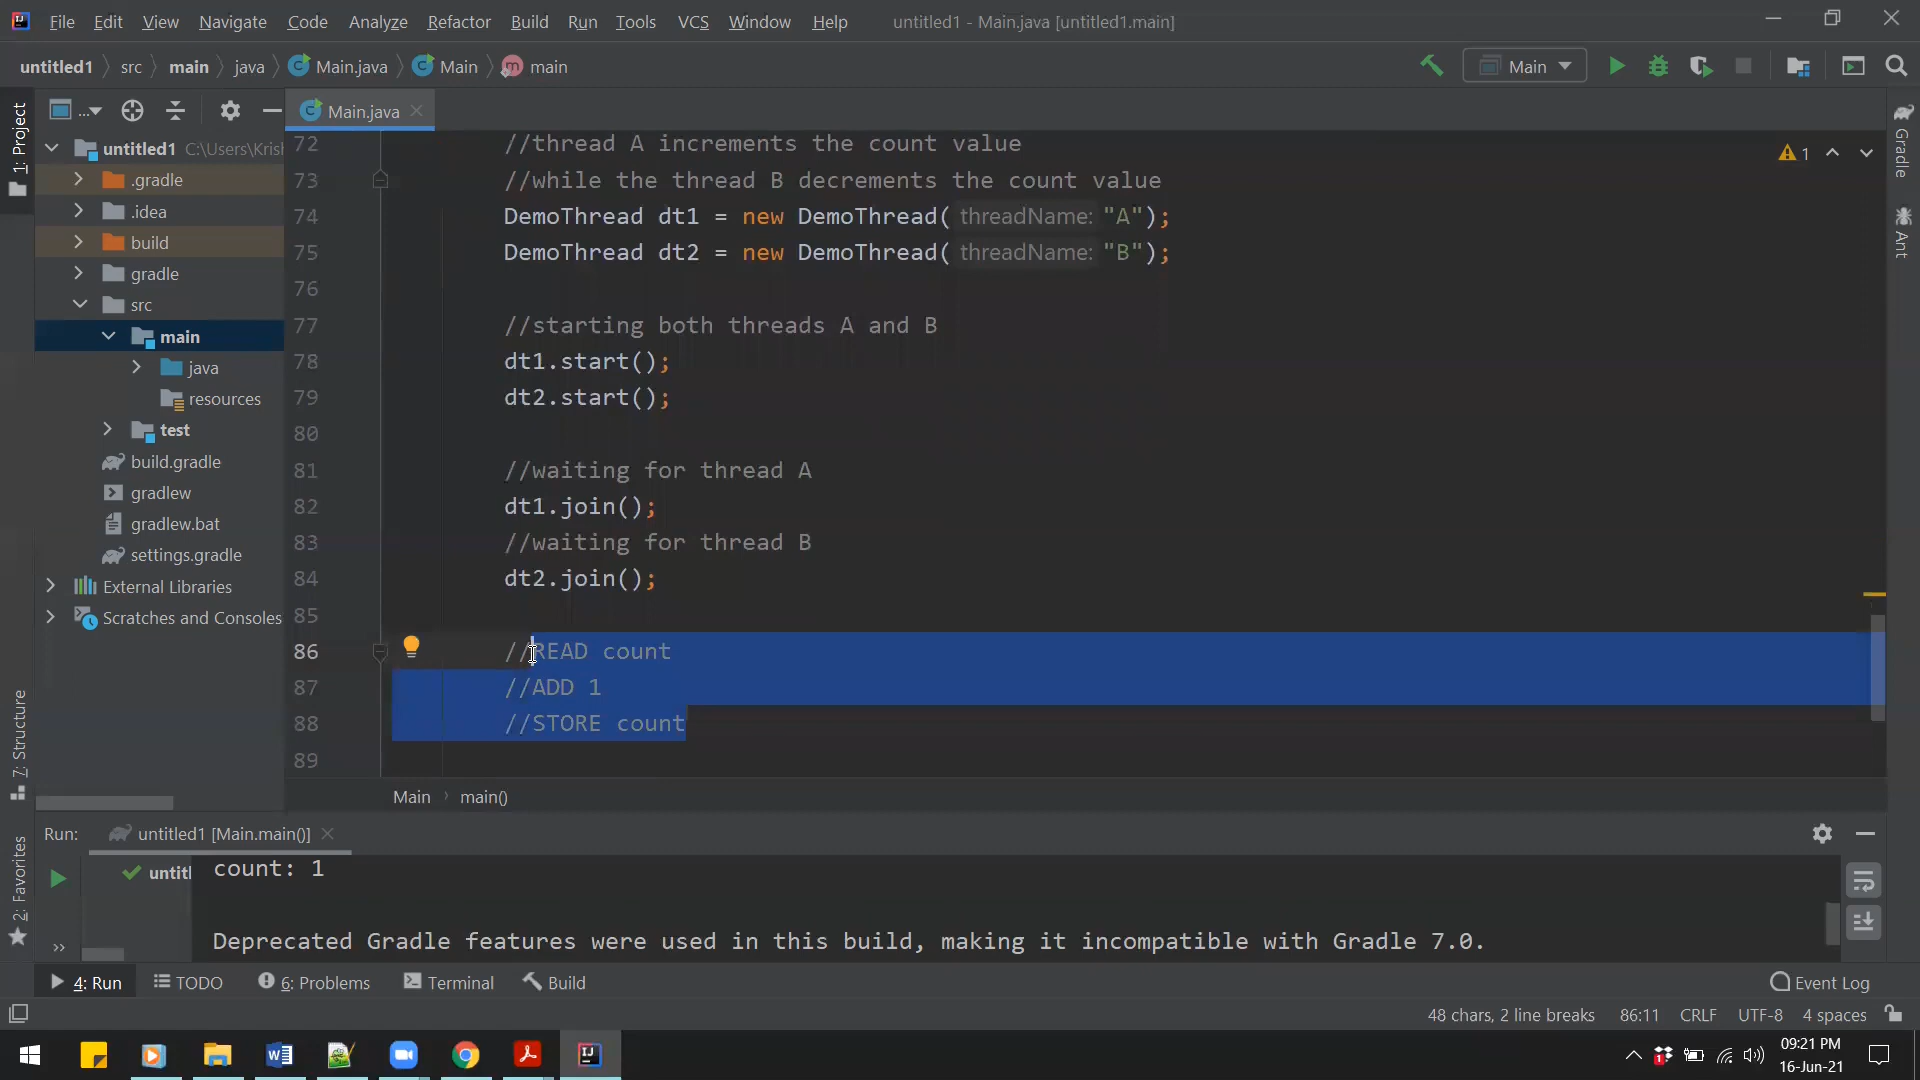 File Edit View Navigate Code Analyze Refactor Build Run Tools VCS Window Help untitled1 - Main.java [untitled1.main]
untitled1 src main java Main.java Main main Main
1: Project
...
Main.java
untitled1 C:\Users\Krish
.gradle
.idea
build
gradle
src
main
java
resources
test
build.gradle
gradlew
gradlew.bat
settings.gradle
External Libraries
Scratches and Consoles
72 //thread A increments the count value
73 //while the thread B decrements the count value
74 DemoThread dt1 = new DemoThread( threadName: "A");
75 DemoThread dt2 = new DemoThread( threadName: "B");
76
77 //starting both threads A and B
78 dt1.start();
79 dt2.start();
80
81 //waiting for thread A
82 dt1.join();
83 //waiting for thread B
84 dt2.join();
85
86 //READ count
87 //ADD 1
88 //STORE count
89
1
Gradle
Ant
7: Structure
2: Favorites
Main main()
Run: untitled1 [Main.main()]
untitl
count: 1
Deprecated Gradle features were used in this build, making it incompatible with Gradle 7.0.
4: Run TODO 6: Problems Terminal Build Event Log
48 chars, 2 line breaks 86:11 CRLF UTF-8 4 spaces
09:21 PM
16-Jun-21